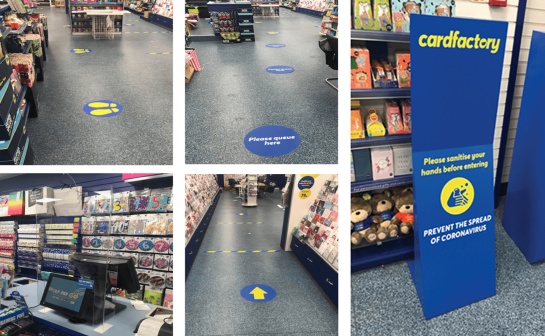 Please queue
here
cardfactory
Please sanitise your
hands before entering
PREVENT THE SPREAD
OF CORONAVIRUS